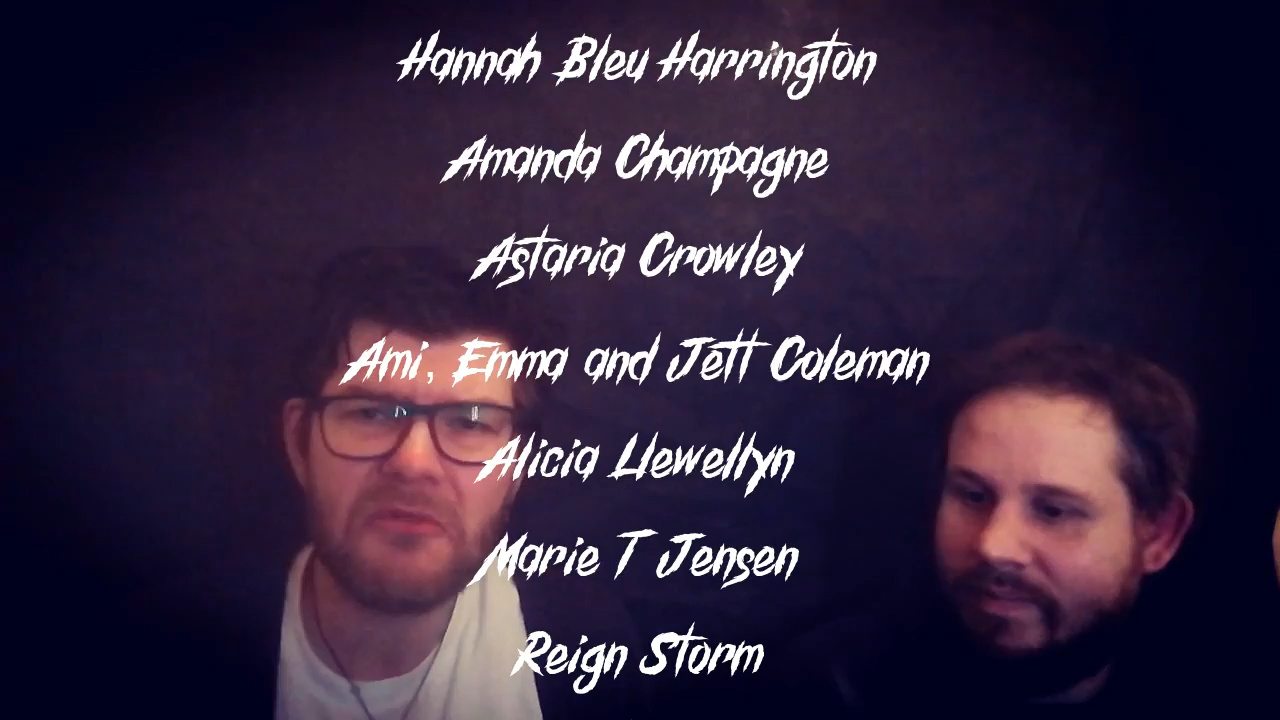 Hannah Bleu Harrington
Amanda Champagne
Astaria Crowley
Ami, Emma and Jett Coleman
Alicia Llewellyn
Marie T Jensen
Reign Storm